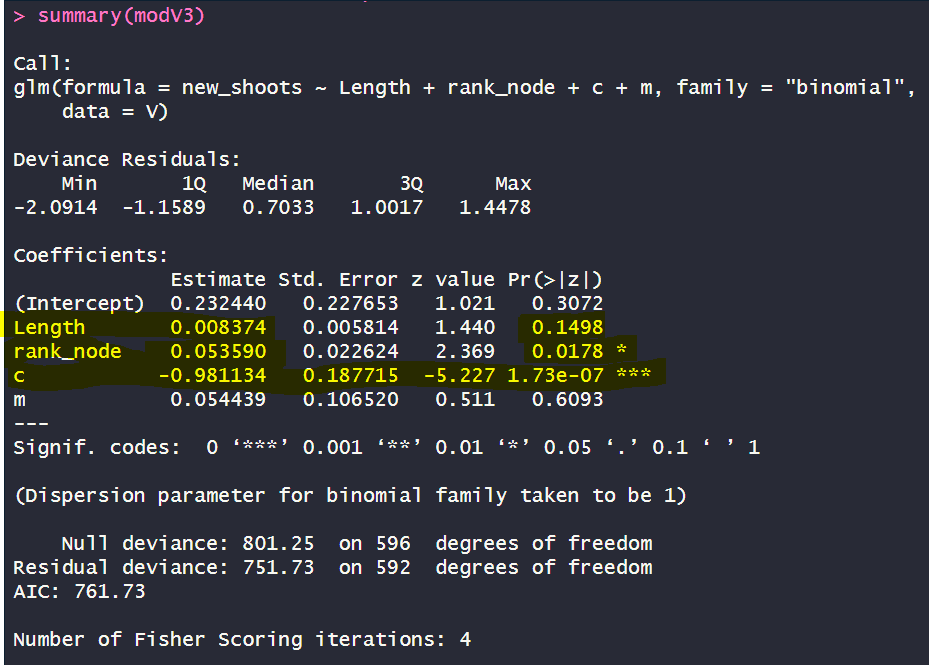 > summary(modV3)
Call:
glm(formula = new_shoots ~ Length + rank_node + c + m, family = "binomial",
    data = V)
Deviance Residuals:
    Min       1Q   Median       3Q      Max
-2.0914  -1.1589   0.7033   1.0017   1.4478
Coefficients:
             Estimate Std. Error z value Pr(>|z|)
(Intercept)  0.232440   0.227653   1.021   0.3072
Length       0.008374   0.005814   1.440   0.1498
rank_node    0.053590   0.022624   2.369   0.0178 *
c           -0.981134   0.187715  -5.227 1.73e-07 ***
m            0.054439   0.106520   0.511   0.6093
---
Signif. codes:  0 ‘***’ 0.001 ‘**’ 0.01 ‘*’ 0.05 ‘.’ 0.1 ‘ ’ 1
(Dispersion parameter for binomial family taken to be 1)
    Null deviance: 801.25  on 596  degrees of freedom
Residual deviance: 751.73  on 592  degrees of freedom
AIC: 761.73
Number of Fisher Scoring iterations: 4